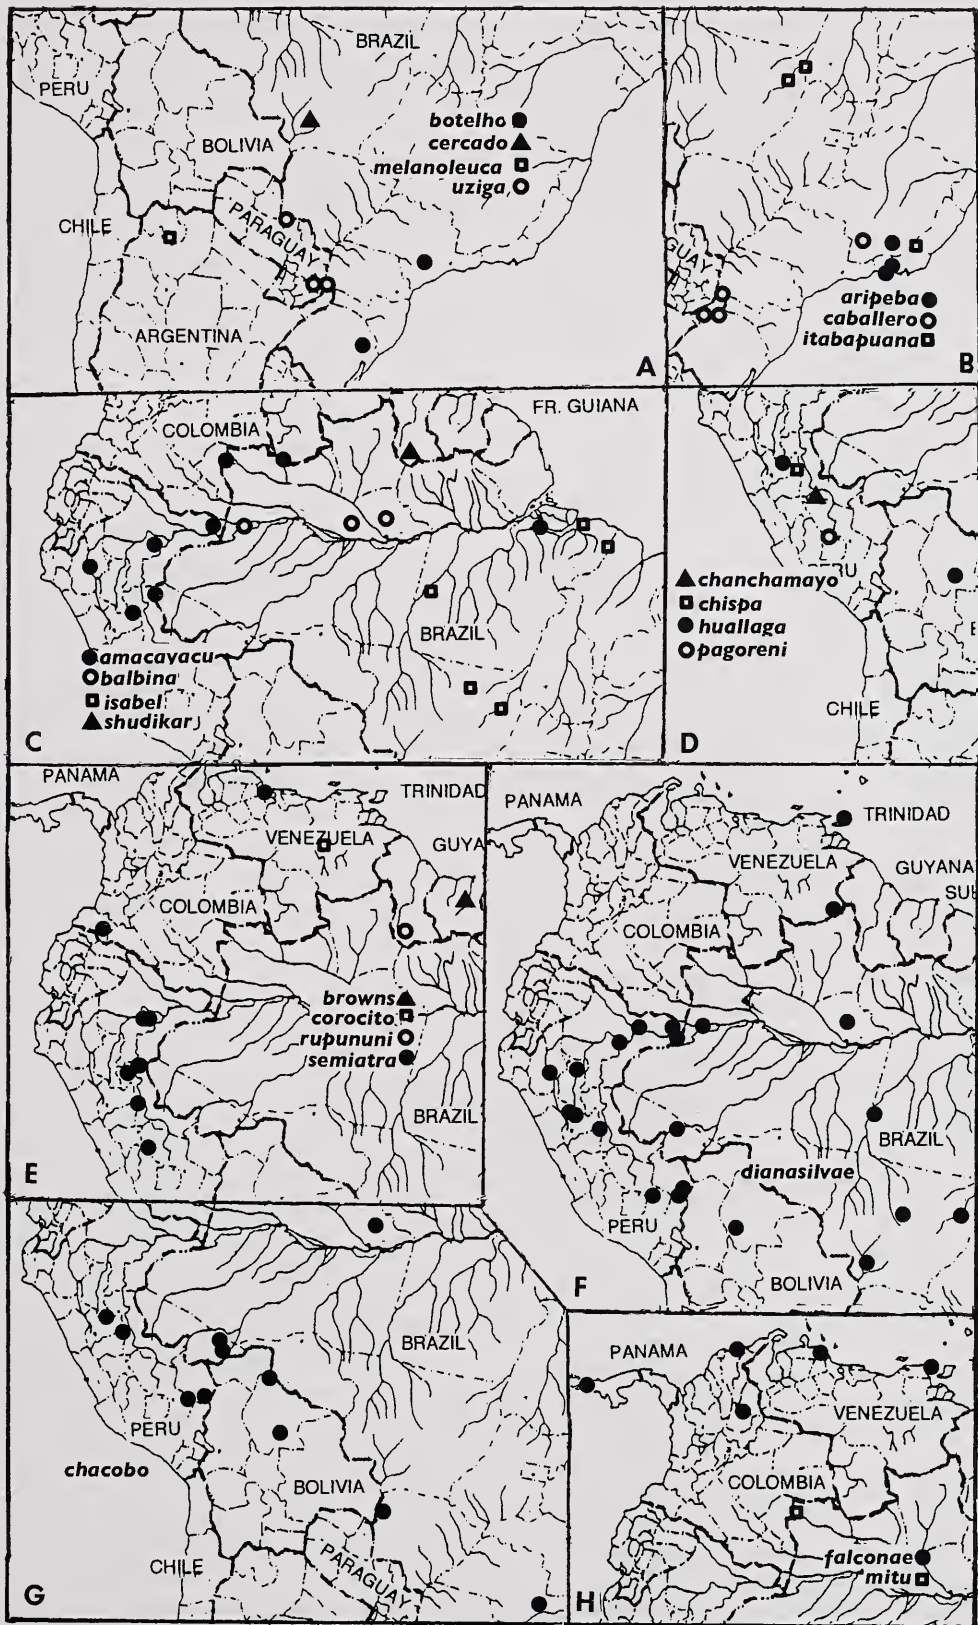 BRAZIL
PERU
BOLIVIA
botelho
cercado
melanoleuca
uziga
CHILE
PARAGUAY
ARGENTINA
A
GUAY
aripeba
caballero
itabapuana
B
COLOMBIA
FR. GUIANA
BRAZIL
amacayacu
balbina
isabel
shudikar
C
PERU
chanchamayo
chispa
huallaga
pagoreni
CHILE
D
PANAMA
TRINIDAD
VENEZUELA
GUYA
COLOMBIA
browns
corocito
rupununi
semiatra
BRAZIL
E
PANAMA
TRINIDAD
VENEZUELA
GUYANA
COLOMBIA
BRAZIL
dianasilvae
PERU
BOLIVIA
F
BRAZIL
PERU
chacobo
BOLIVIA
CHILE
PARAGUAY
G
PANAMA
VENEZUELA
COLOMBIA
falconae
mitu
H